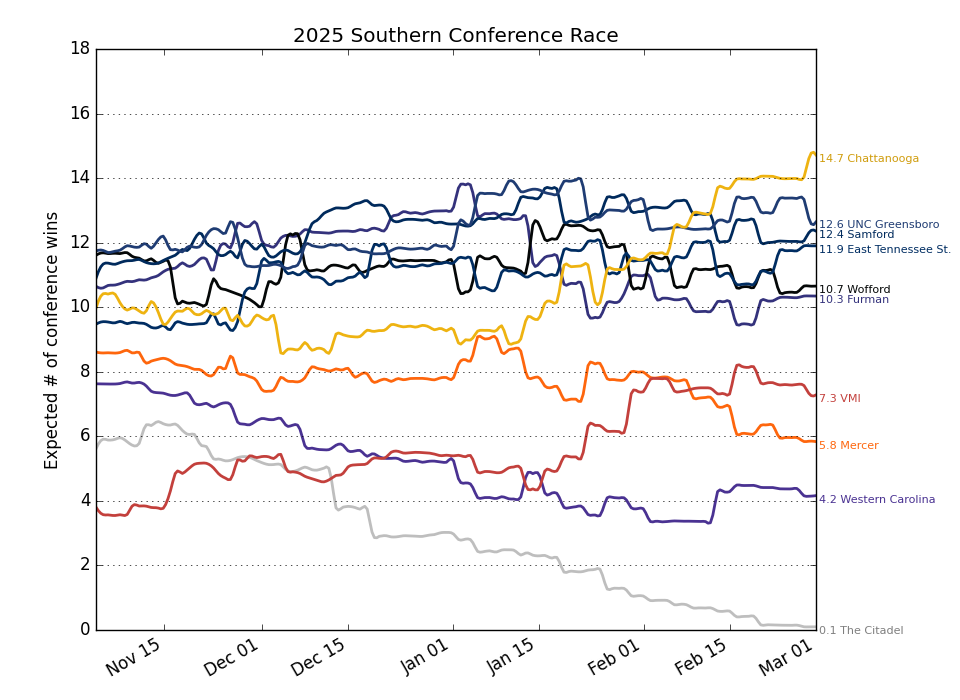 2025 Southern Conference Race
Expected # of conference wins
18
16
14
12
10
8
6
4
2
0
Nov 15
Dec 01
Dec 15
Jan 01
Jan 15
Feb 01
Feb 15
Mar 01
14.7 Chattanooga
12.6 UNC Greensboro
12.4 Samford
11.9 East Tennessee St.
10.7 Wofford
10.3 Furman
7.3 VMI
5.8 Mercer
4.2 Western Carolina
0.1 The Citadel